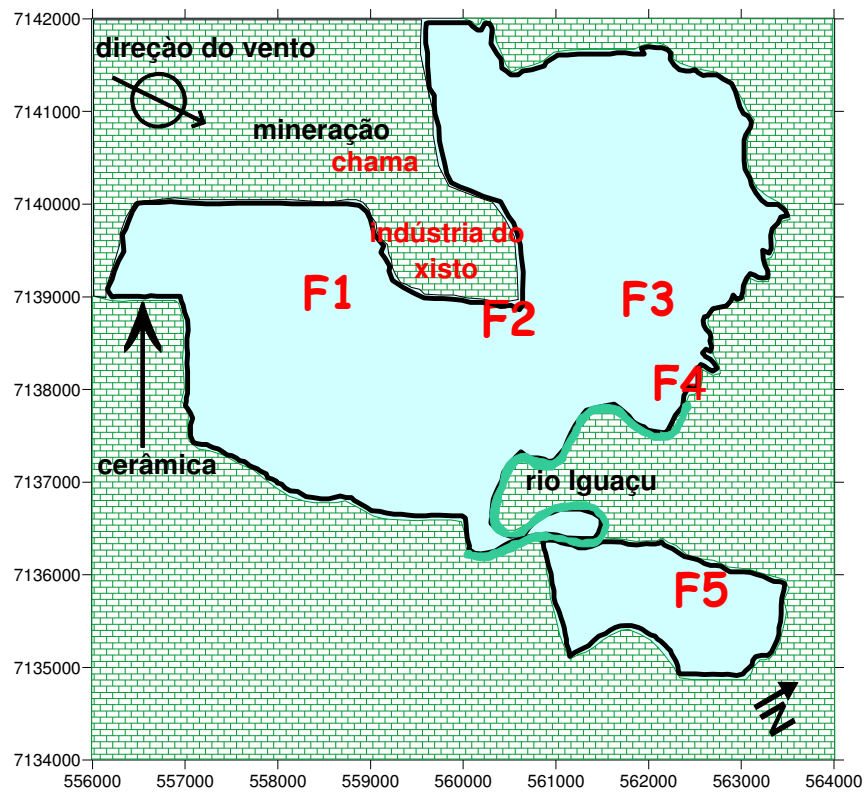 7142000
direçào do vento
7141000
mineração
chama
7140000
indústria do
xisto
7139000
F1
F2
F3
7138000
F4
cerâmica
7137000
rio Iguaçu
7136000
F5
7135000
N
7134000
556000 557000 558000 559000 560000 561000 562000 563000 564000